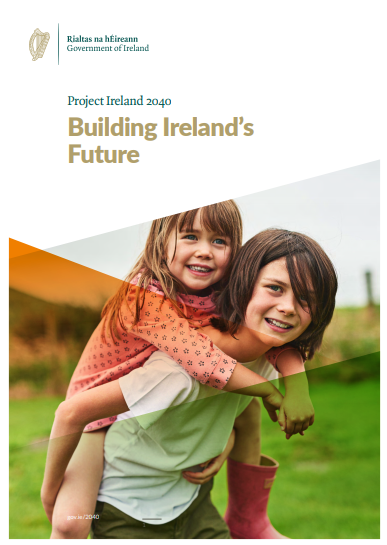 Rialtas na hÉireann
Government of Ireland
Project Ireland 2040
Building Ireland's
Future
gov.ie/2040